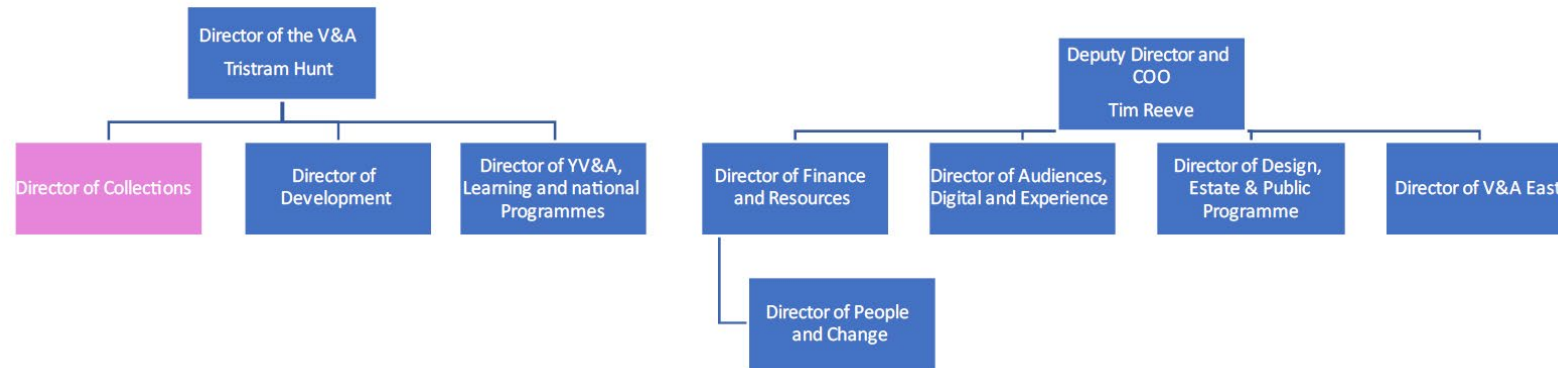 Director of the V&A
Tristram Hunt
Deputy Director and
COO
Tim Reeve
Director of Collections
Director of
Development
Director of YV&A,
Learning and national
Programmes
Director of Finance
and Resources
Director of Audiences,
Digital and Experience
Director of Design,
Estate & Public
Programme
Director of V&A East
Director of People
and Change